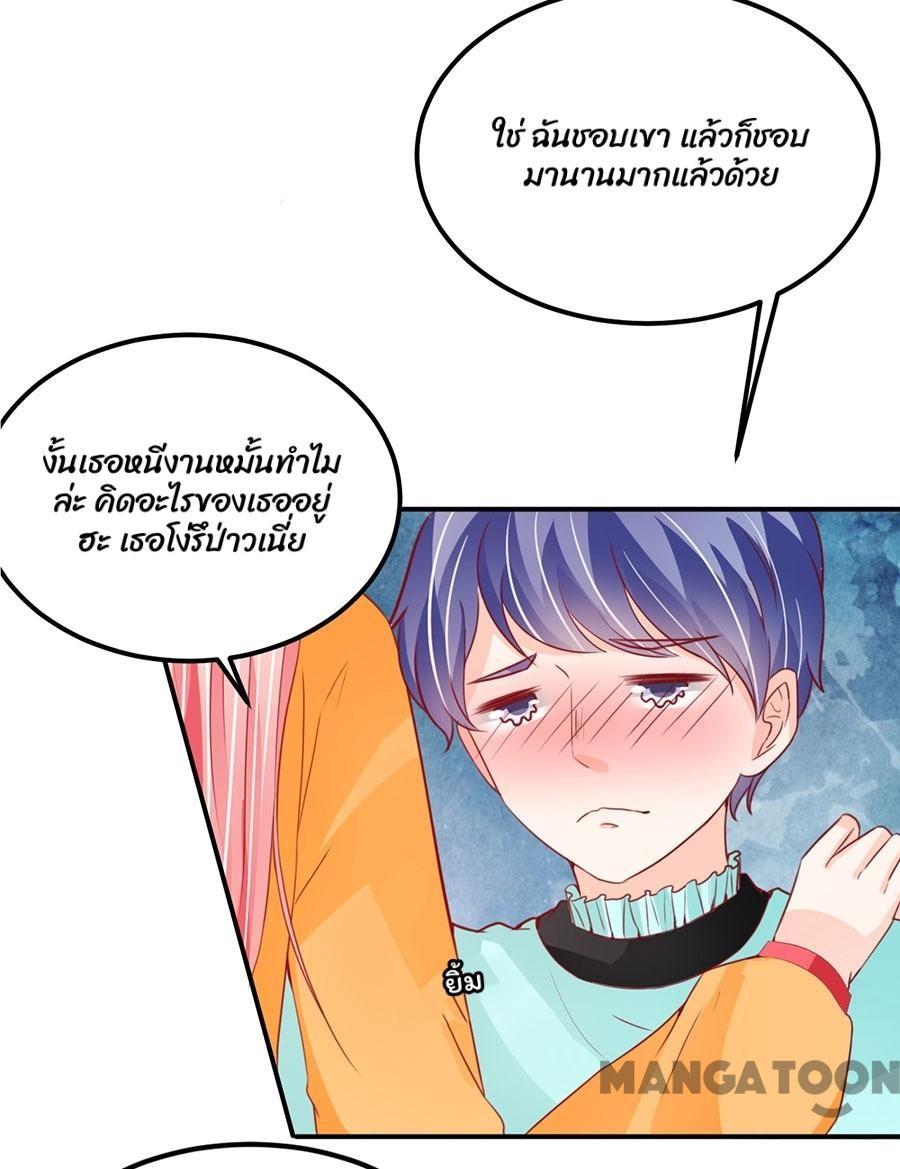 ใช่ ฉันชอบเขา แล้วก็ชอบ
มานานมากแล้วด้วย
งั้นเธอหนีงานหมั้นทำไม
ล่ะ คิดอะไรของเธออยู่
ฮะ เธอโง่รึป่าวเนี่ย
ยิ้ม
MANGATOON